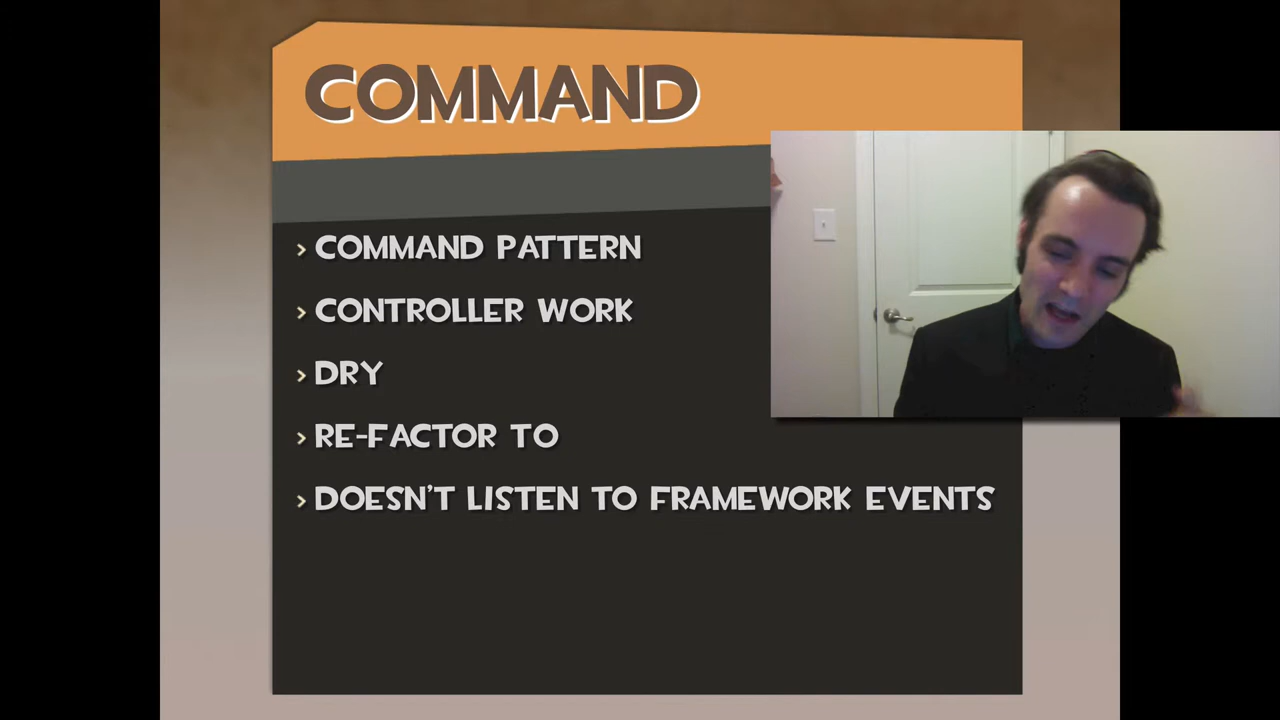 COMMAND
› COMMAND PATTERN
› CONTROLLER WORK
› DRY
› RE-FACTOR TO
› DOESN'T LISTEN TO FRAMEWORK EVENTS